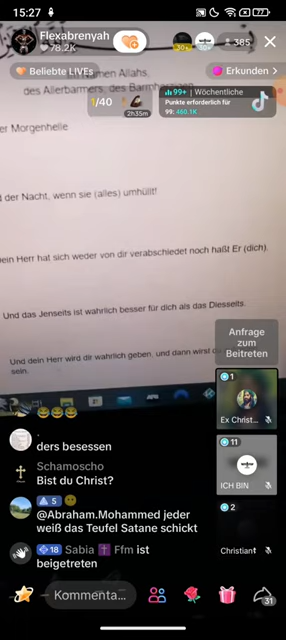 15:27
77
Flexabrenyah
78.2K
385
Beliebte LIVEs
Erkunden >
Namen Allahs,
des Allerbarmers, des
1/40
2h35m
99+ | Wöchentliche
Punkte erforderlich für
99: 460.1K
er Morgenhelle
der Nacht, wenn sie (alles) umhüllt!
ein Herr hat sich weder von dir verabschiedet noch haßt Er (dich).
Und das Jenseits ist wahrlich besser für dich als das Diesseits.
Und dein Herr wird dir wahrlich geben, und dann wirst
sein.
Anfrage
zum
Beitreten
1
Ex Christ...
11
ICH BIN
2
Christian
ders besessen
Schamoscho
Bist du Christ?
5
@Abraham.Mohammed jeder
weiß das Teufel Satane schickt
18 Sabia Ffm ist
beigetreten
Kommenta...
31